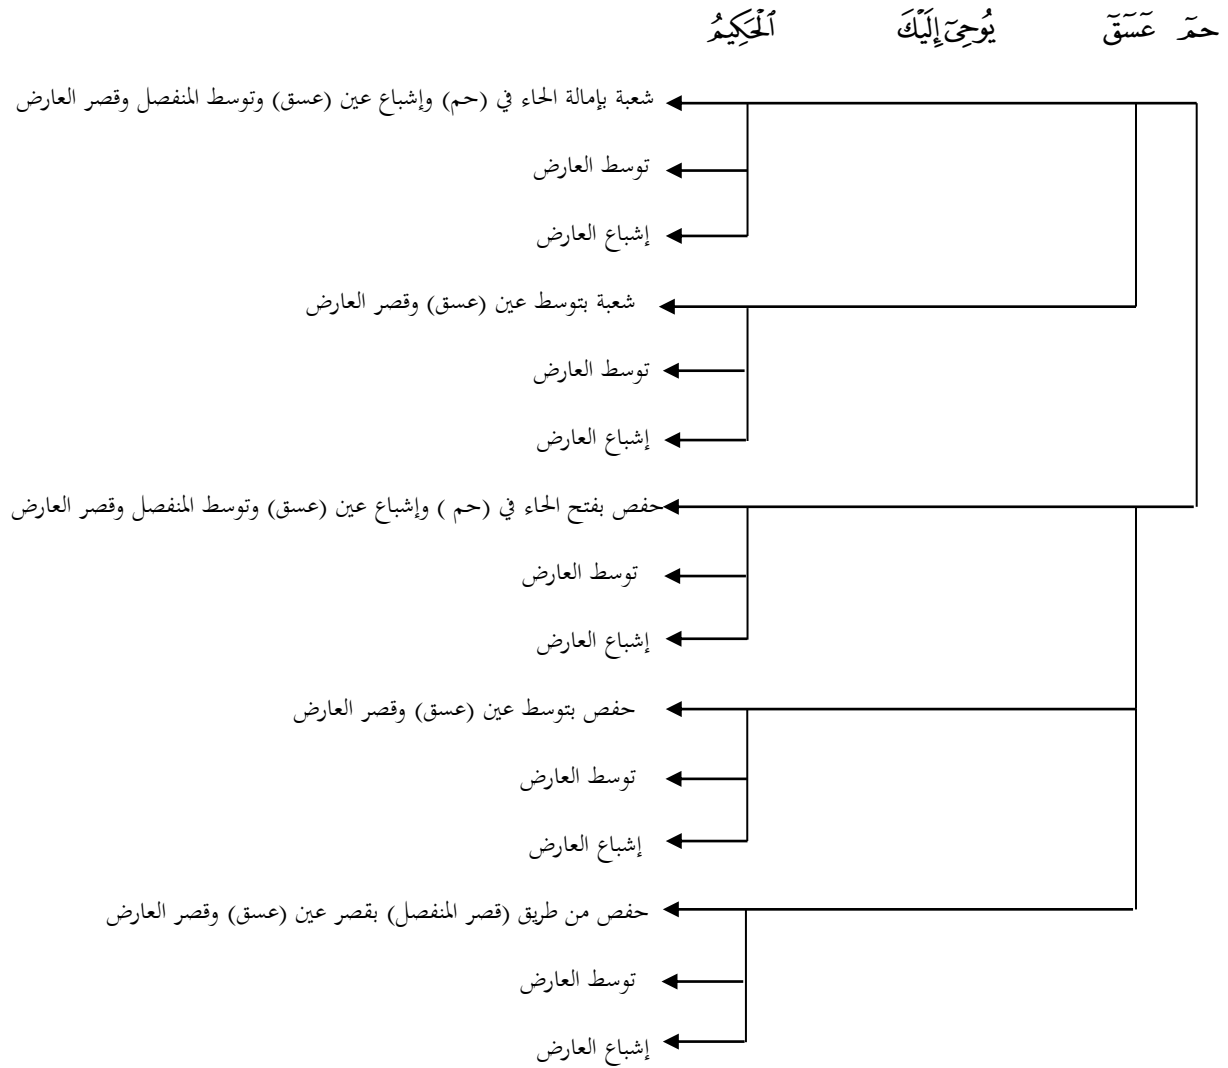 حمٓ عٓسٓقٓ يُوحِىٓ إِلَيۡكَ ٱلۡحَكِيمُ
شعبة بإمالة الحاء في (حم) وإشباع عين (عسق) وتوسط المنفصل وقصر العارض
توسط العارض
إشباع العارض
شعبة بتوسط عين (عسق) وقصر العارض
توسط العارض
إشباع العارض
حفص بفتح الحاء في (حم ) وإشباع عين (عسق) وتوسط المنفصل وقصر العارض
توسط العارض
إشباع العارض
حفص بتوسط عين (عسق) وقصر العارض
توسط العارض
إشباع العارض
حفص من طريق (قصر المنفصل) بقصر عين (عسق) وقصر العارض
توسط العارض
إشباع العارض